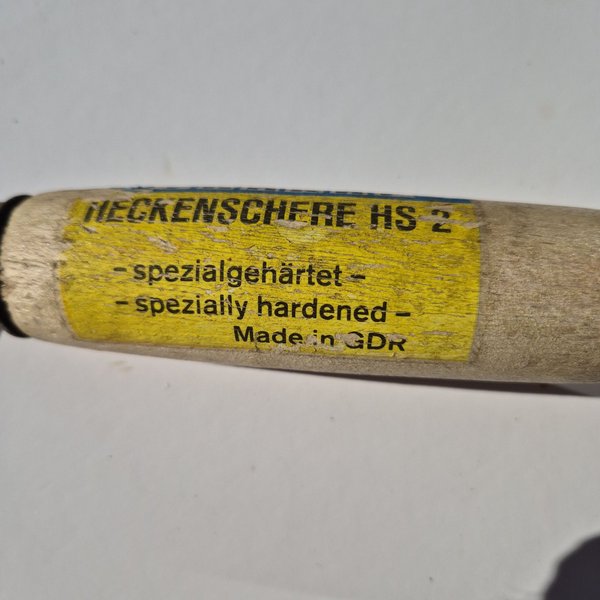 HECKENSCHERE HS 2
- spezialgehärtet -
- spezially hardened -
Made in GDR